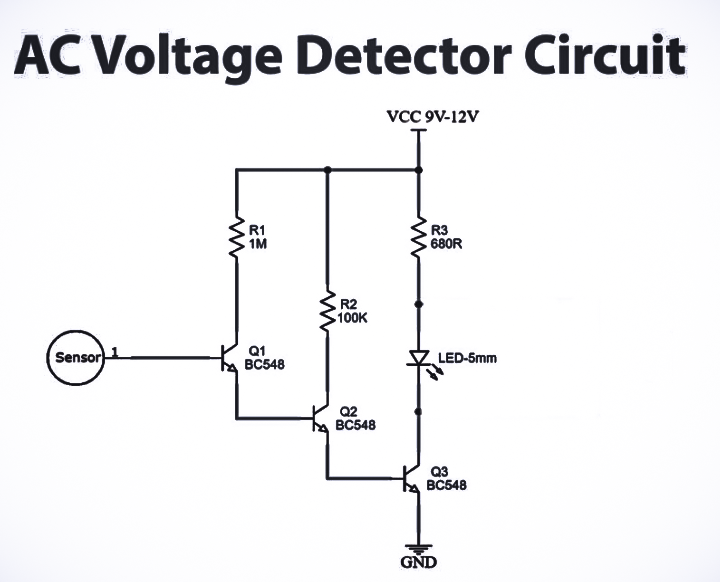 AC Voltage Detector Circuit
VCC 9V-12V
R1
1M
R3
680R
R2
100K
Sensor
1
Q1
BC548
LED-5mm
Q2
BC548
Q3
BC548
GND